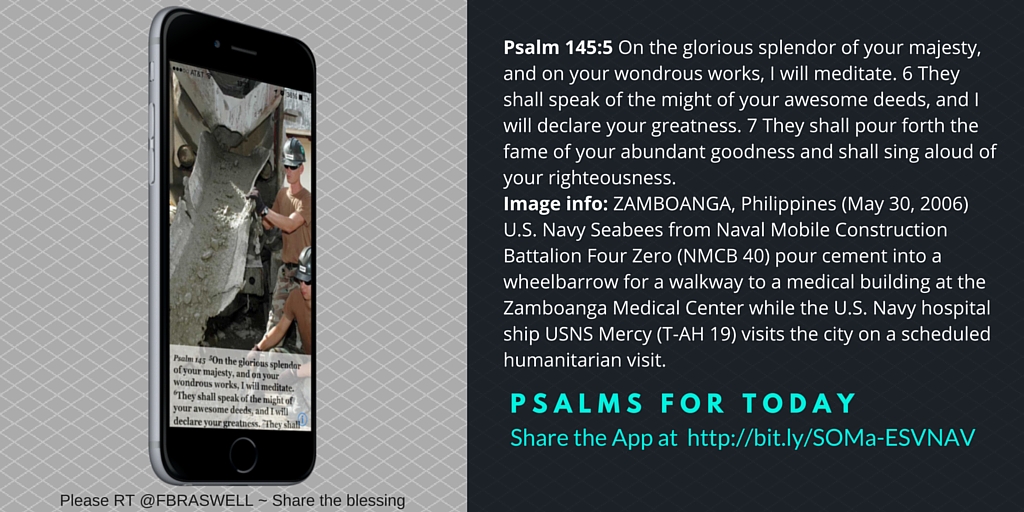 AT&T
38%
Psalm 145 5On the glorious splendor
of your majesty, and on your
wondrous works, I will meditate.
6They shall speak of the might of
your awesome deeds, and I will
declare your greatness. 7They shall
Please RT @FBRASWELL ~ Share the blessing
Psalm 145:5 On the glorious splendor of your majesty,
and on your wondrous works, I will meditate. 6 They
shall speak of the might of your awesome deeds, and I
will declare your greatness. 7 They shall pour forth the
fame of your abundant goodness and shall sing aloud of
your righteousness.
Image info: ZAMBOANGA, Philippines (May 30, 2006)
U.S. Navy Seabees from Naval Mobile Construction
Battalion Four Zero (NMCB 40) pour cement into a
wheelbarrow for a walkway to a medical building at the
Zamboanga Medical Center while the U.S. Navy hospital
ship USNS Mercy (T-AH 19) visits the city on a scheduled
humanitarian visit.
PSALMS FOR TODAY
Share the App at http://bit.ly/SOMa-ESVNAV